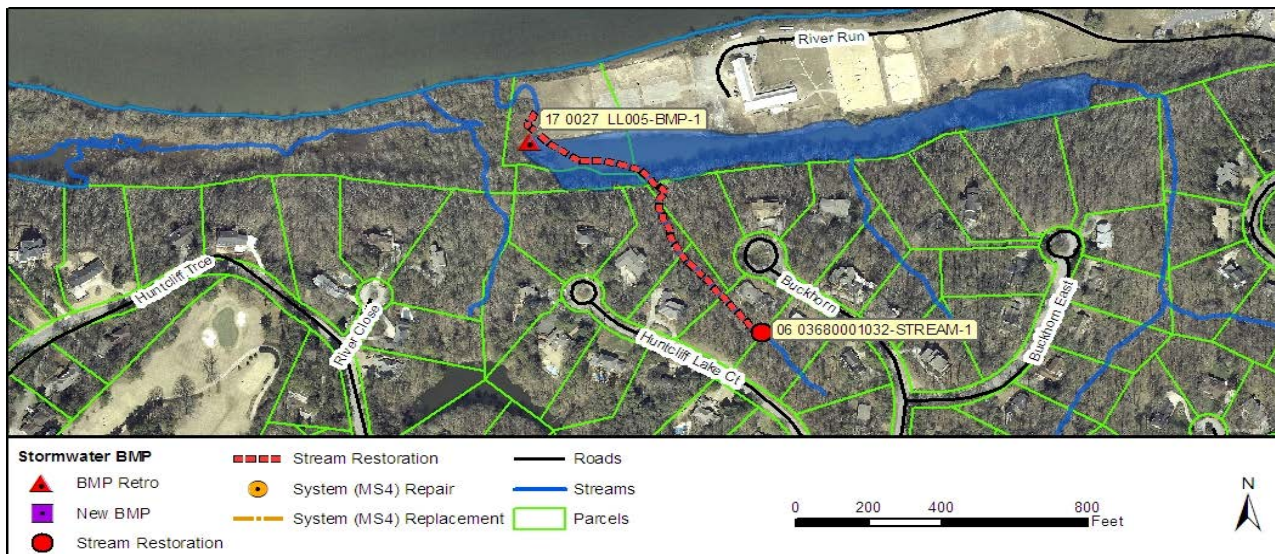 River Run
17 0027 LL005-BMP-1
Huntcliff Trce
River Close
Huntcliff Lake Ct
Buckhorn
Buckhorn East
06 03680001032-STREAM-1
Stormwater BMP
BMP Retro
New BMP
Stream Restoration
Stream Restoration
System (MS4) Repair
System (MS4) Replacement
Roads
Streams
Parcels
0 200 400 800
Feet
N